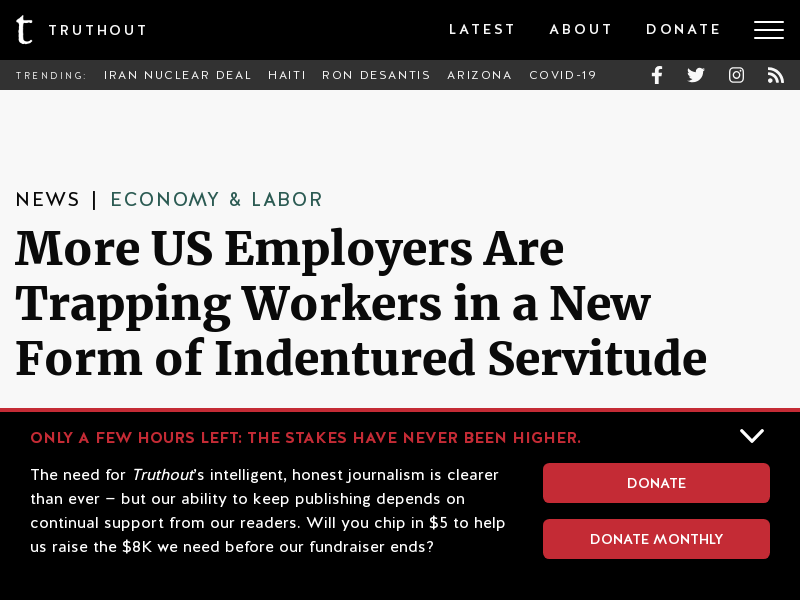 t TRUTHOUT LATEST ABOUT DONATE
TRENDING: IRAN NUCLEAR DEAL HAITI RON DESANTIS ARIZONA COVID-19
NEWS | ECONOMY & LABOR
More US Employers Are
Trapping Workers in a New
Form of Indentured Servitude
ONLY A FEW HOURS LEFT: THE STAKES HAVE NEVER BEEN HIGHER.
The need for Truthout's intelligent, honest journalism is clearer
than ever – but our ability to keep publishing depends on
continual support from our readers. Will you chip in $5 to help
us raise the $8K we need before our fundraiser ends?
DONATE
DONATE MONTHLY